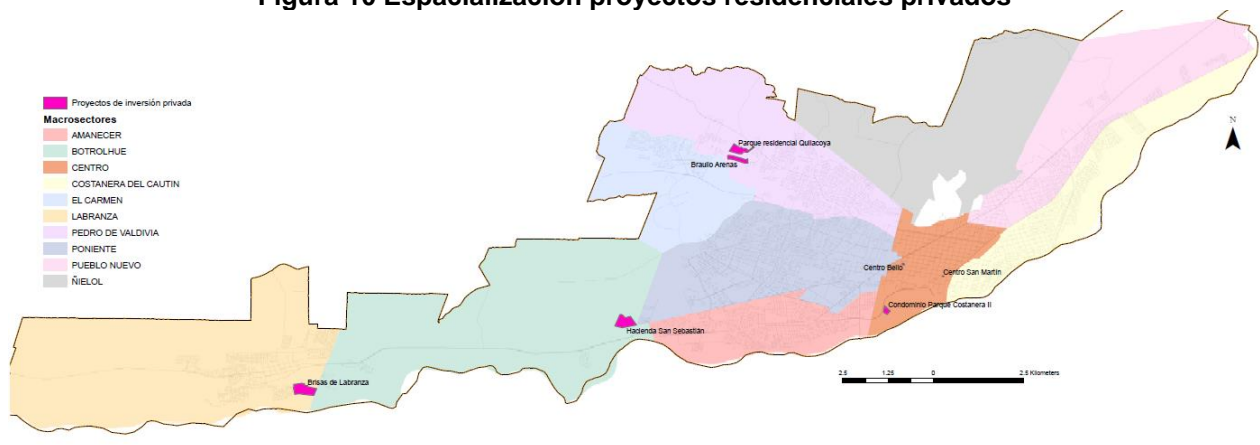 Figura 10 Espacialización proyectos residenciales privados
Proyectos de inversión privada
Macrosectores
AMANECER
BOTROLHUE
CENTRO
COSTANERA DEL CAUTIN
EL CARMEN
LABRANZA
PEDRO DE VALDIVIA
PONIENTE
PUEBLO NUEVO
ÑIELOL
N
Parque residencial Quilacoya
Braulio Arenas
Centro Bello
Centro San Martín
Condominio Parque Costanera II
Hacienda San Sebastián
Brisas de Labranza
2.5 1.25 0 2.5 Kilometers